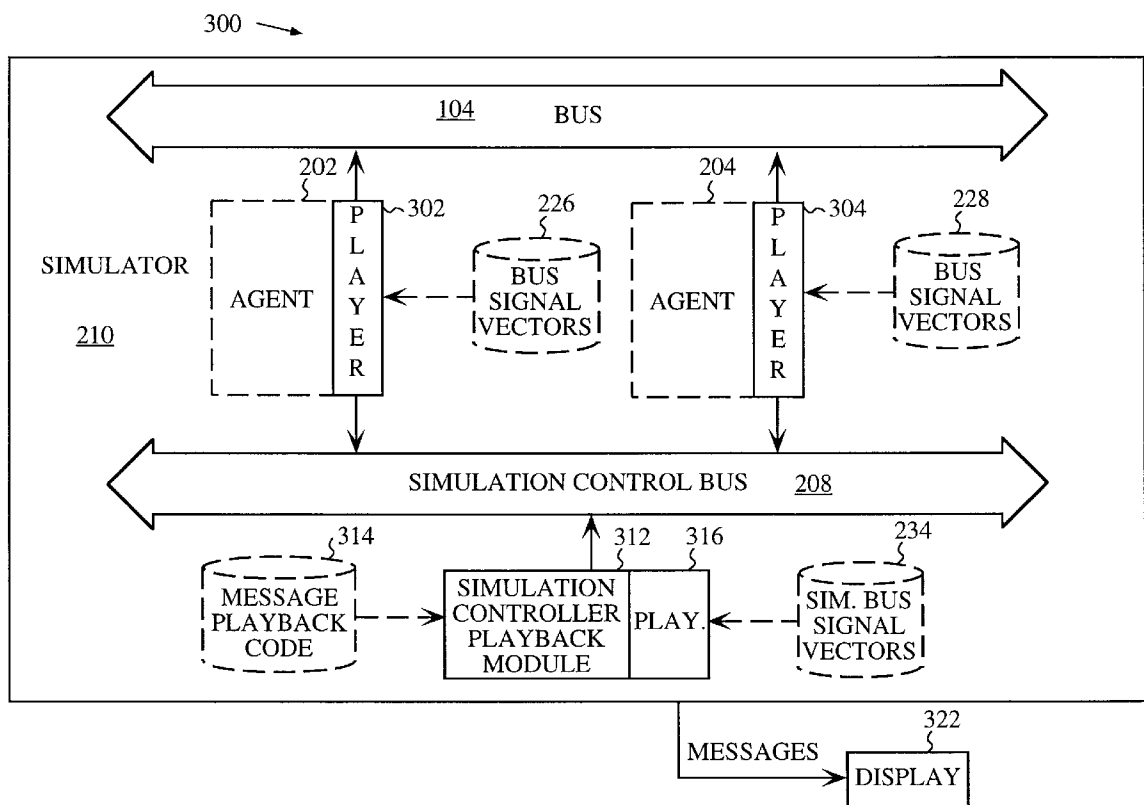 300
104
BUS
202
204
302
304
226
228
PLAYER
PLAYER
SIMULATOR
210
AGENT
BUS
SIGNAL
VECTORS
AGENT
BUS
SIGNAL
VECTORS
SIMULATION CONTROL BUS 208
314
312
316
234
MESSAGE
PLAYBACK
CODE
SIMULATION
CONTROLLER
PLAYBACK
MODULE
PLAY.
SIM. BUS
SIGNAL
VECTORS
MESSAGES
322
DISPLAY